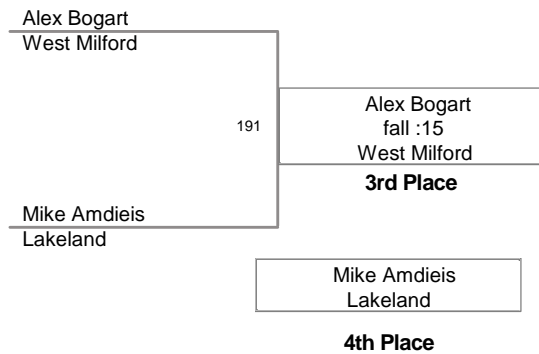 Alex Bogart
West Milford
191
Alex Bogart
fall :15
West Milford
3rd Place
Mike Amdieis
Lakeland
Mike Amdieis
Lakeland
4th Place